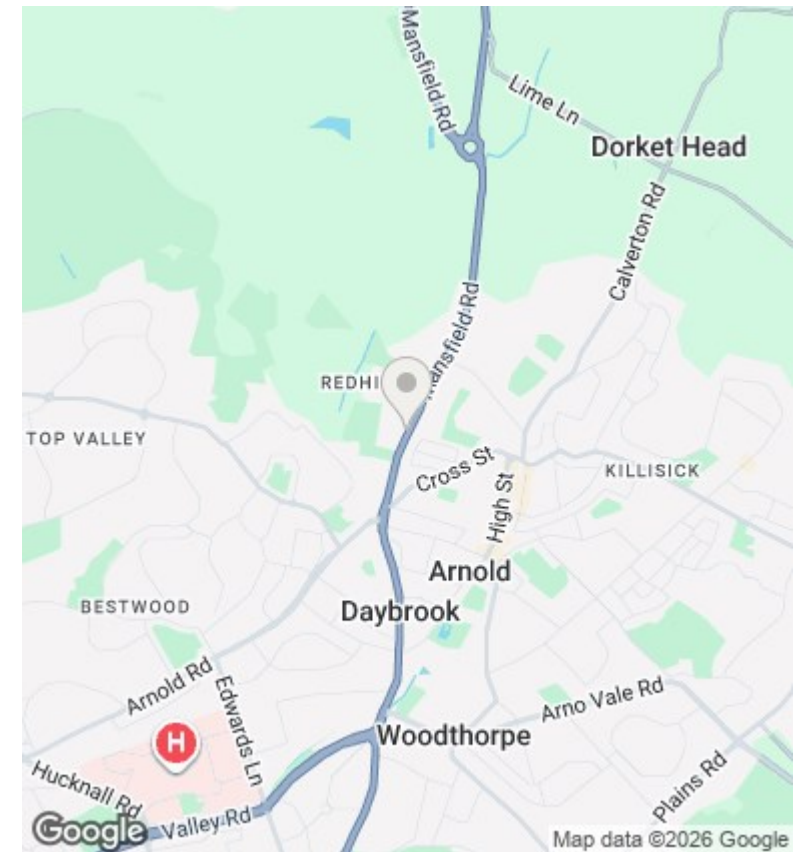 Mansfield Rd
Lime Ln
Dorket Head
Calverton Rd
Mansfield Rd
REDHI
TOP VALLEY
Cross St
KILLISICK
High St
Arnold
BESTWOOD
Daybrook
Arnold Rd
Edwards Ln
Arno Vale Rd
H
Woodthorpe
Hucknall Rd
Plains Rd
Valley Rd
Google
Map data ©2026 Google